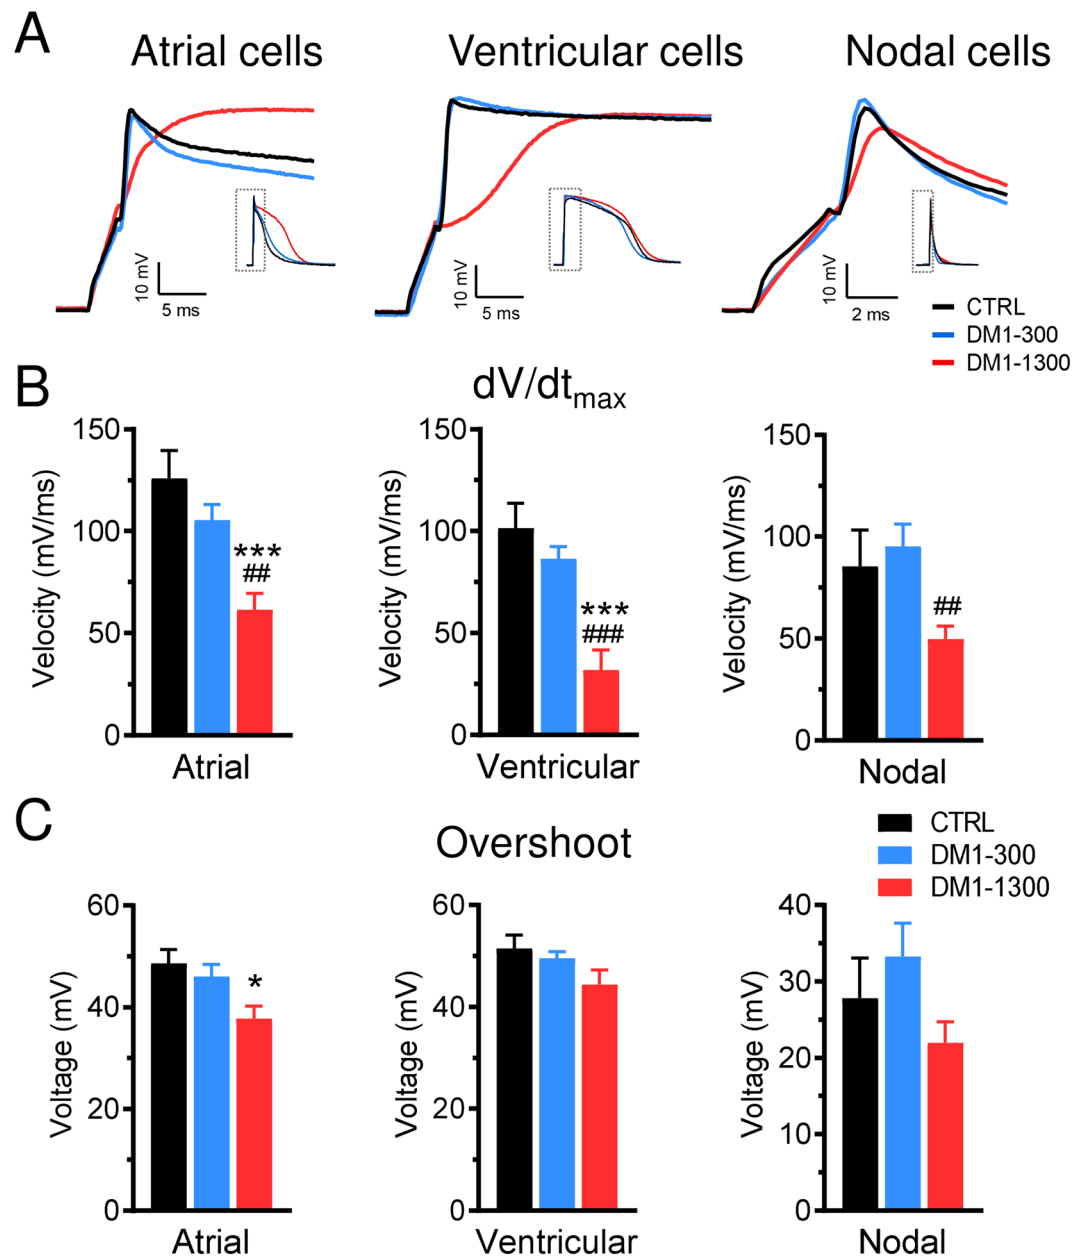 A
Atrial cells
Ventricular cells
Nodal cells
10 mV
5 ms
10 mV
5 ms
10 mV
2 ms
CTRL
DM1-300
DM1-1300
B
dV/dtmax
150
100
50
0
Velocity (mV/ms)
***
##
Atrial
150
100
50
0
Velocity (mV/ms)
***
###
Ventricular
150
100
50
0
Velocity (mV/ms)
##
Nodal
C
Overshoot
CTRL
DM1-300
DM1-1300
60
40
20
0
Voltage (mV)
*
Atrial
60
40
20
0
Voltage (mV)
Ventricular
40
30
20
10
0
Voltage (mV)
Nodal